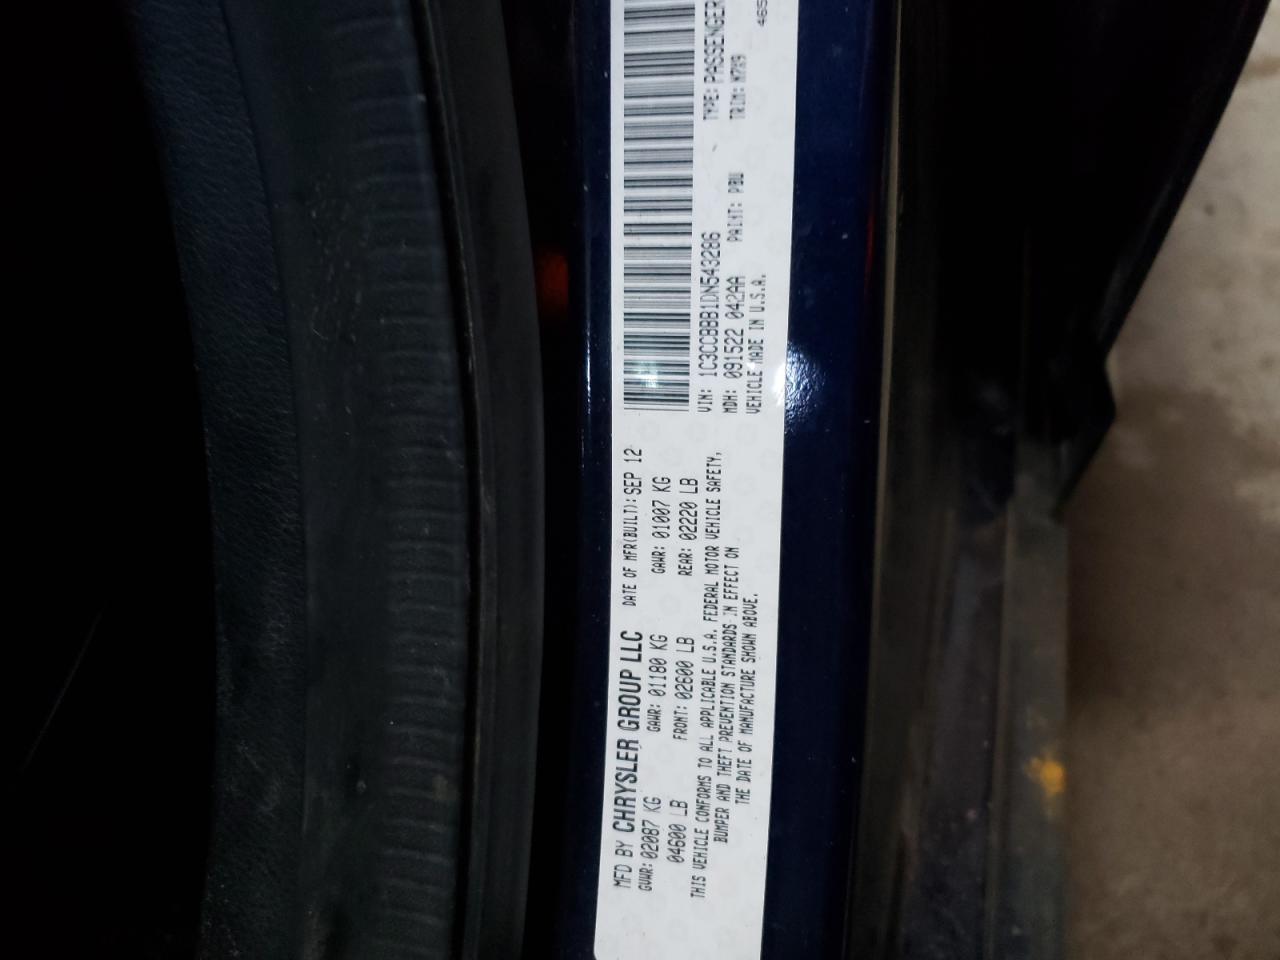 MFD BY CHRYSLER GROUP LLC DATE OF MFR(BUILT): SEP 12
GVWR: 02087 KG GAWR: 01180 KG GAWR: 01007 KG
04600 LB FRONT: 02600 LB REAR: 02220 LB
THIS VEHICLE CONFORMS TO ALL APPLICABLE U.S.A. FEDERAL MOTOR VEHICLE SAFETY,
BUMPER AND THEFT PREVENTION STANDARDS IN EFFECT ON
THE DATE OF MANUFACTURE SHOWN ABOVE.
VIN: 1C3CCBBB1DN543286 TYPE: PASSENGER
MDH: 091522 042AA PAINT: PBU TRIM: M7X9
VEHICLE MADE IN U.S.A. 465